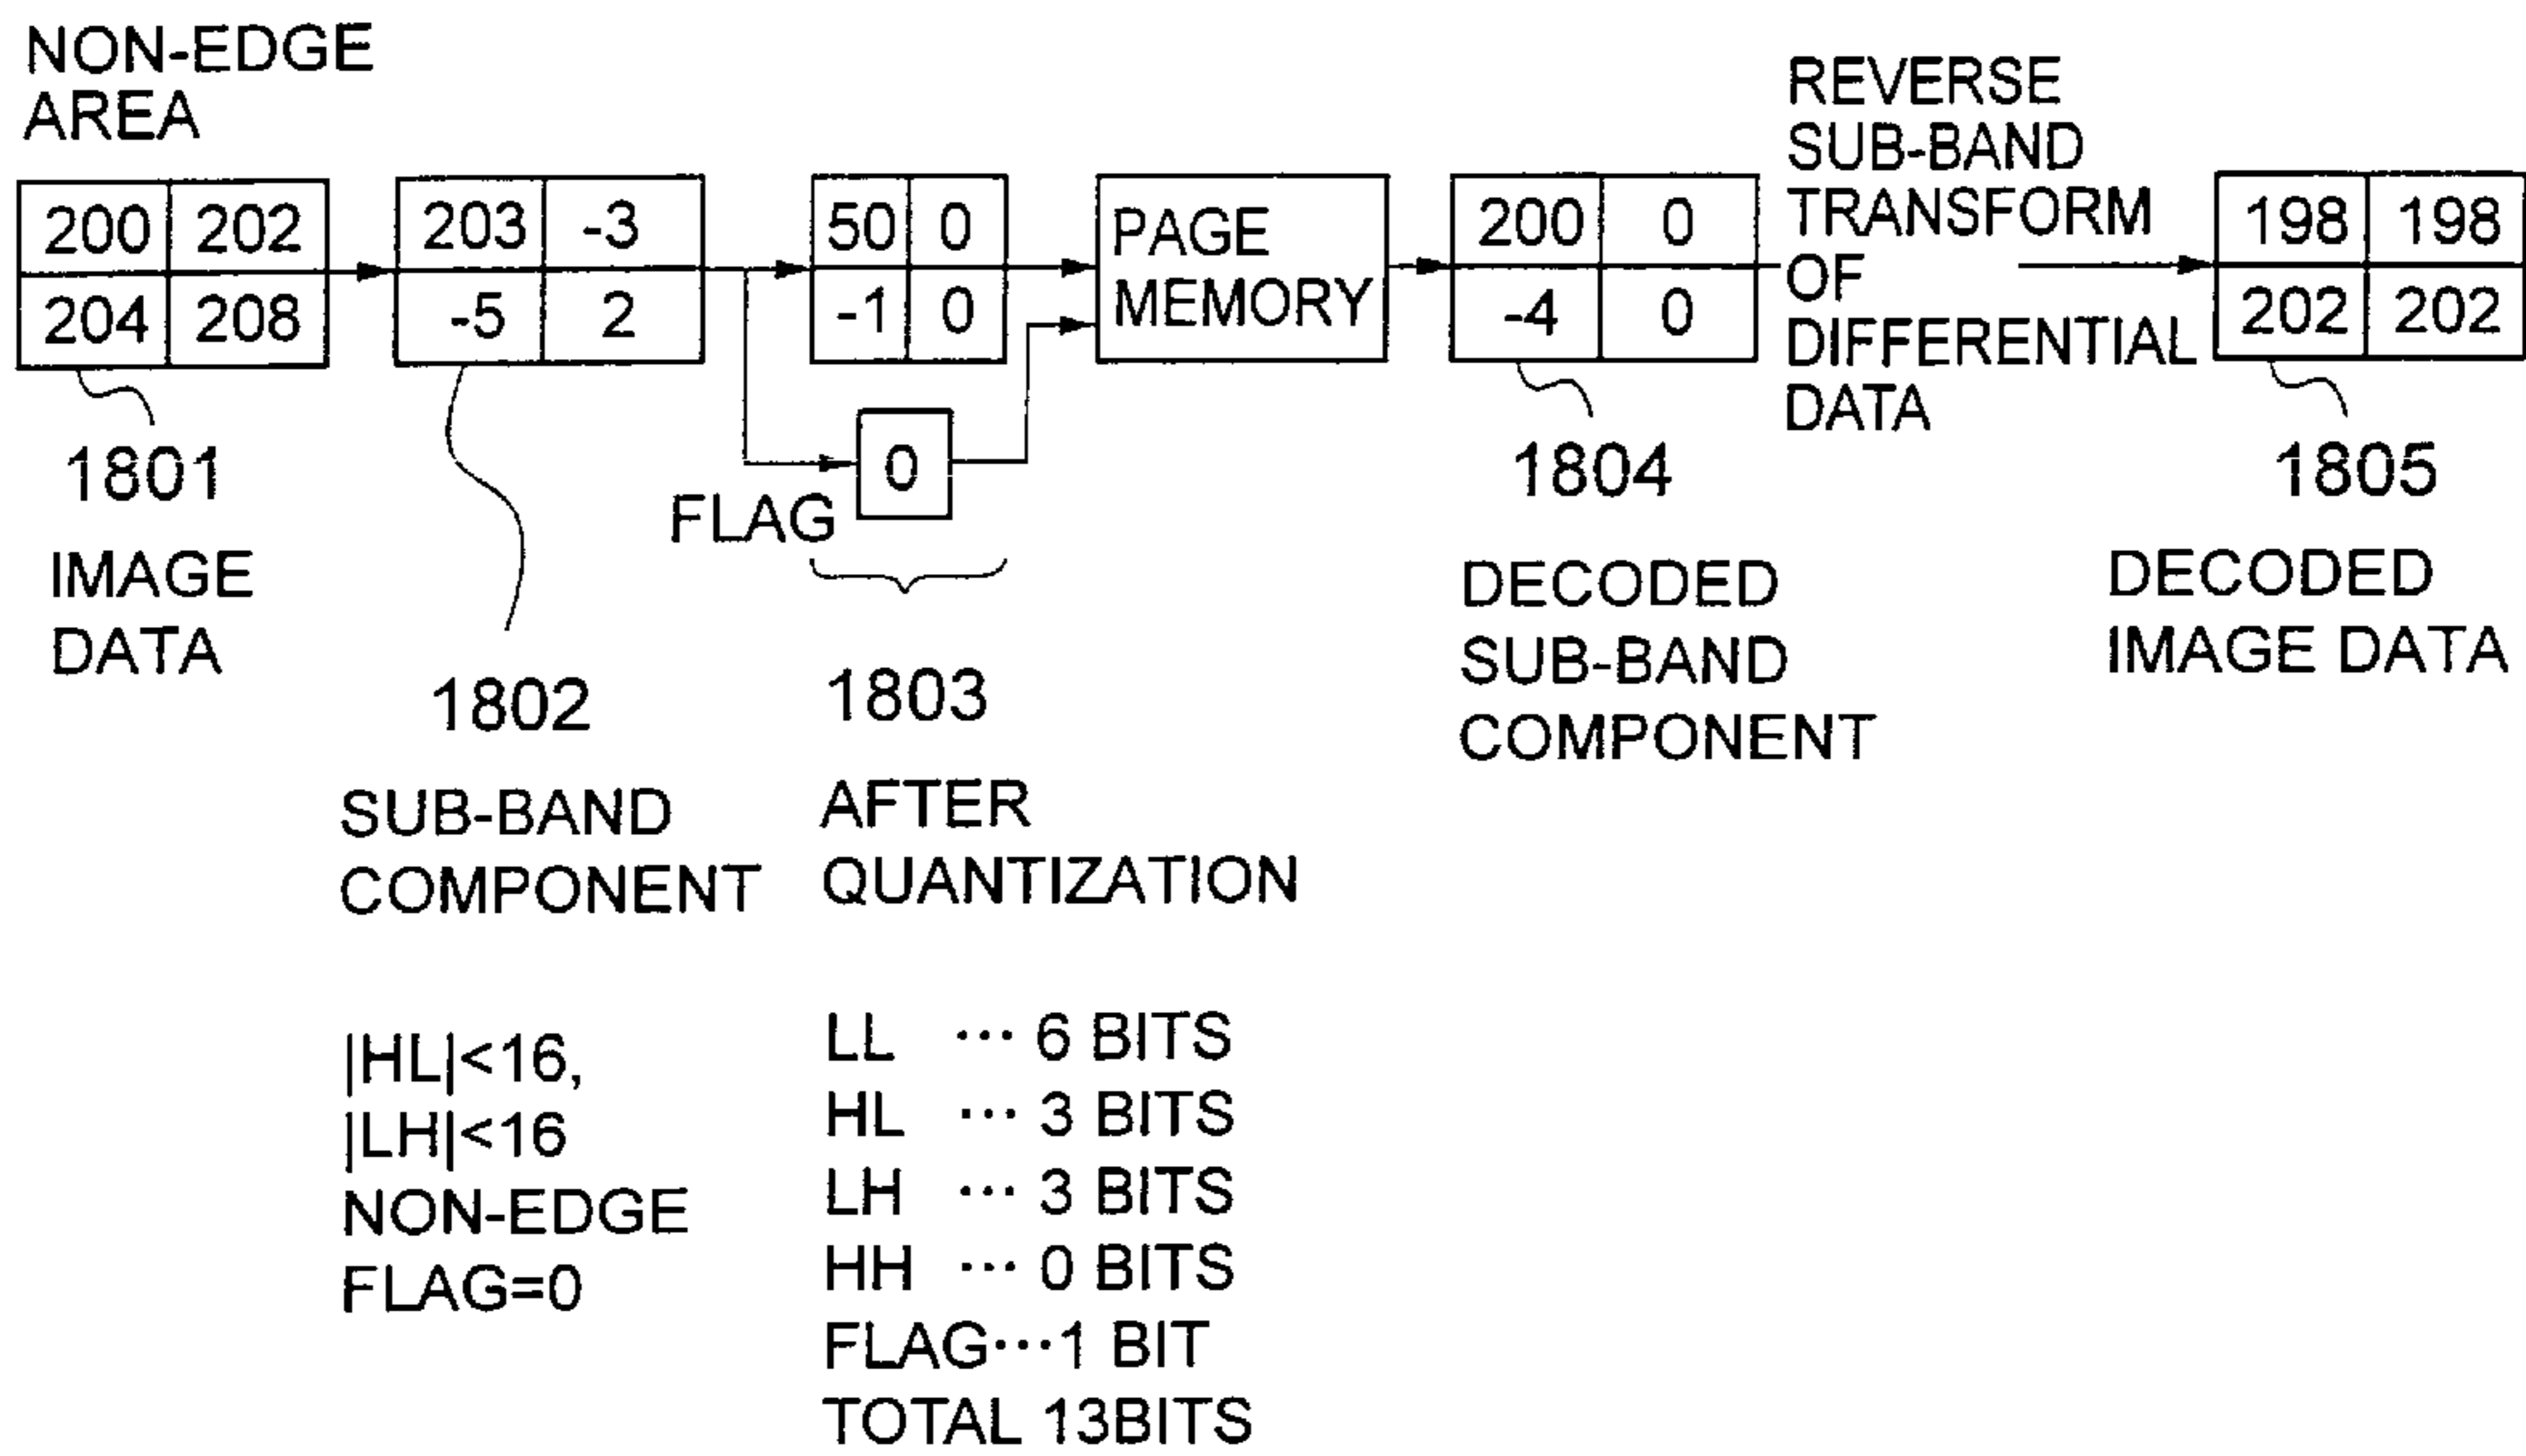 NON-EDGE
AREA
200 202
204 208
1801
IMAGE
DATA
203 -3
-5 2
1802
SUB-BAND
COMPONENT
|HL|<16,
|LH|<16
NON-EDGE
FLAG=0
50 0
-1 0
FLAG
0
1803
AFTER
QUANTIZATION
LL ··· 6 BITS
HL ··· 3 BITS
LH ··· 3 BITS
HH ··· 0 BITS
FLAG···1 BIT
TOTAL 13BITS
PAGE
MEMORY
200 0
-4 0
1804
DECODED
SUB-BAND
COMPONENT
REVERSE
SUB-BAND
TRANSFORM
OF
DIFFERENTIAL
DATA
198 198
202 202
1805
DECODED
IMAGE DATA